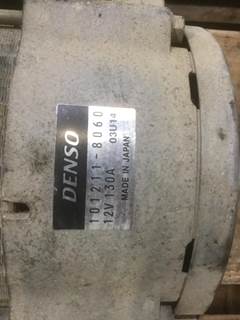 DENSO
101211-8060
12V 130A 03U14
MADE IN JAPAN